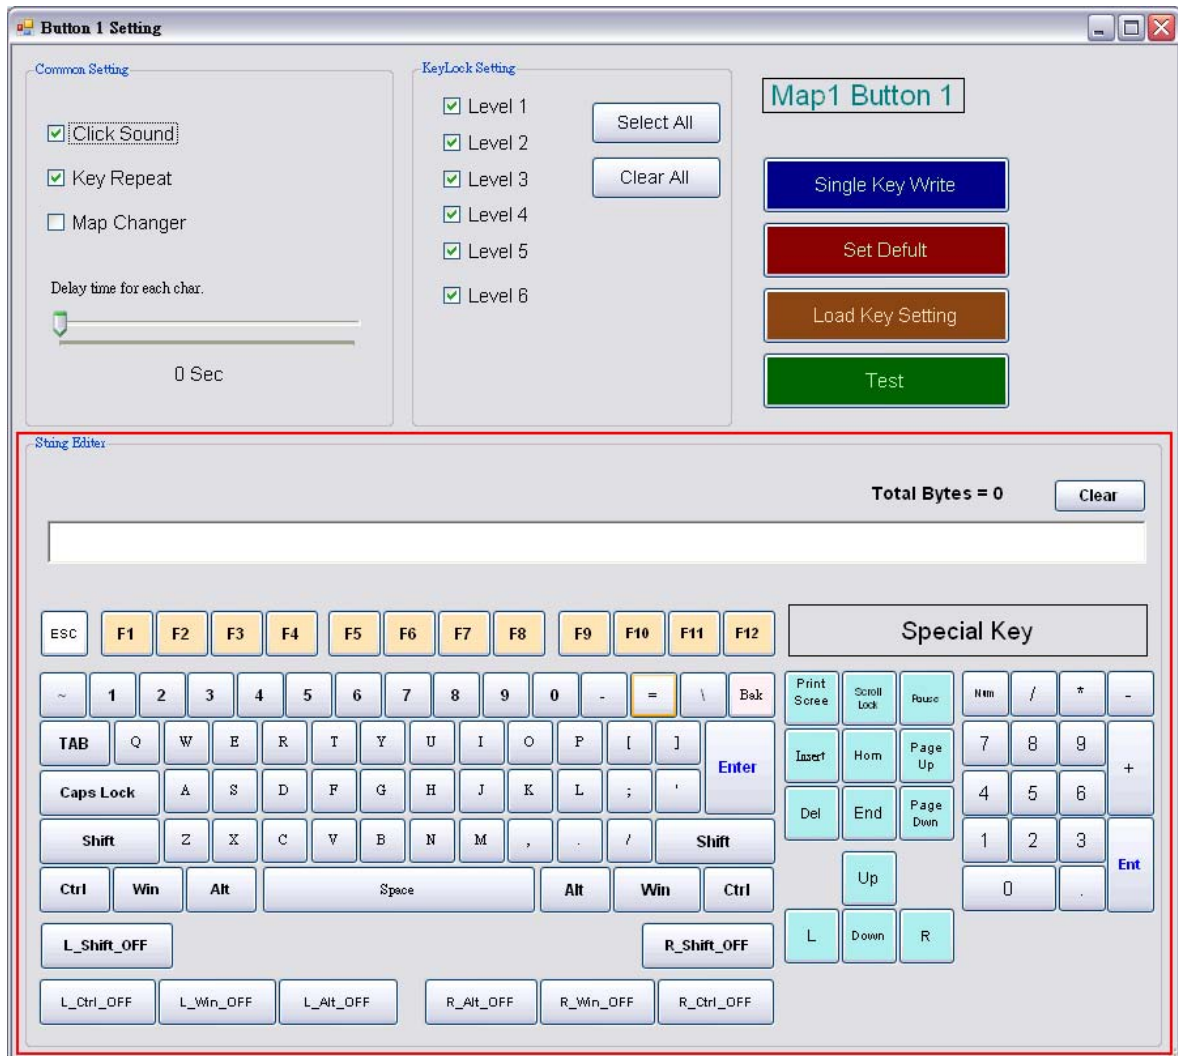 Button 1 Setting
Common Setting
Click Sound
Key Repeat
Map Changer
Delay time for each char.
0 Sec
KeyLock Setting
Level 1
Level 2
Level 3
Level 4
Level 5
Level 6
Select All
Clear All
Map1 Button 1
Single Key Write
Set Defult
Load Key Setting
Test
String Editer
Total Bytes = 0 Clear
ESC F1 F2 F3 F4 F5 F6 F7 F8 F9 F10 F11 F12
~ 1 2 3 4 5 6 7 8 9 0 - = \ Bak
TAB Q W E R T Y U I O P [ ] Enter
Caps Lock A S D F G H J K L ; '
Shift Z X C V B N M , . / Shift
Ctrl Win Alt Space Alt Win Ctrl
L_Shift_OFF R_Shift_OFF
L_Ctrl_OFF L_Win_OFF L_Alt_OFF R_Alt_OFF R_Win_OFF R_Ctrl_OFF
Special Key
Print
Scree
Scroll
Lock
Pause
Insert Hom
Page
Up
Del End
Page
Dwn
Up
L Down R
Num / * -
7 8 9 +
4 5 6
1 2 3 Ent
0 .